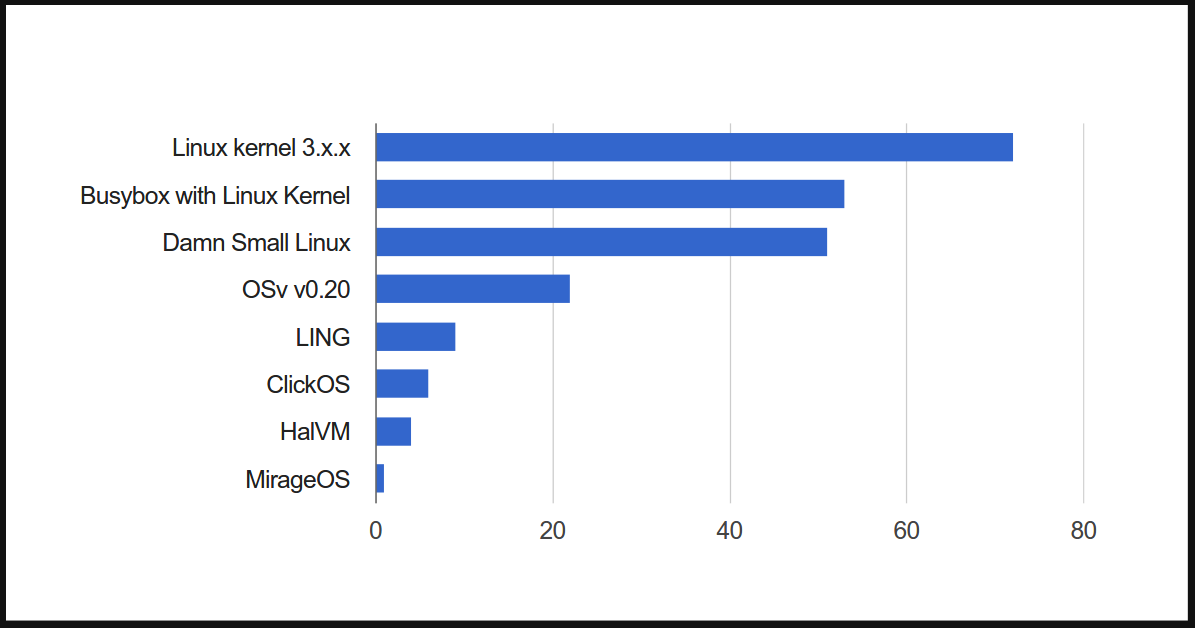 Linux kernel 3.x.x
Busybox with Linux Kernel
Damn Small Linux
OSv v0.20
LING
ClickOS
HalVM
MirageOS
0 20 40 60 80